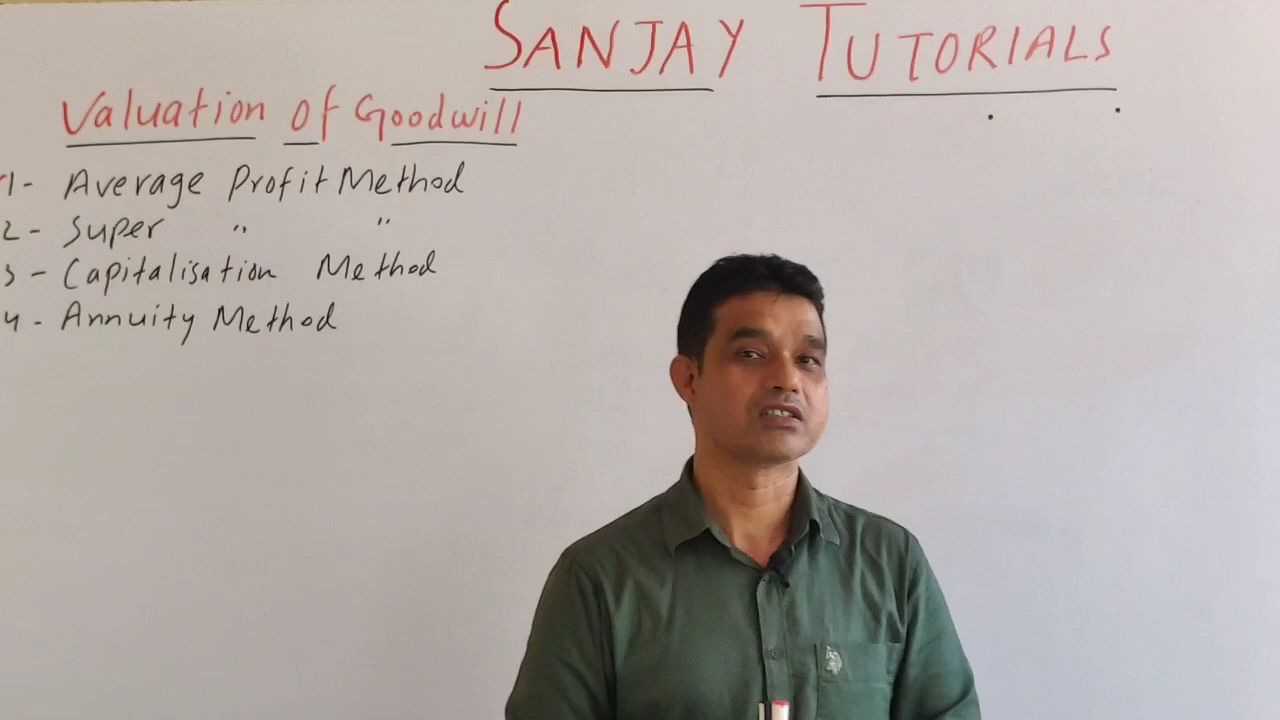 SANJAY TUTORIALS
Valuation of Goodwill
1- Average Profit Method
2- Super " "
3- Capitalisation Method
4- Annuity Method